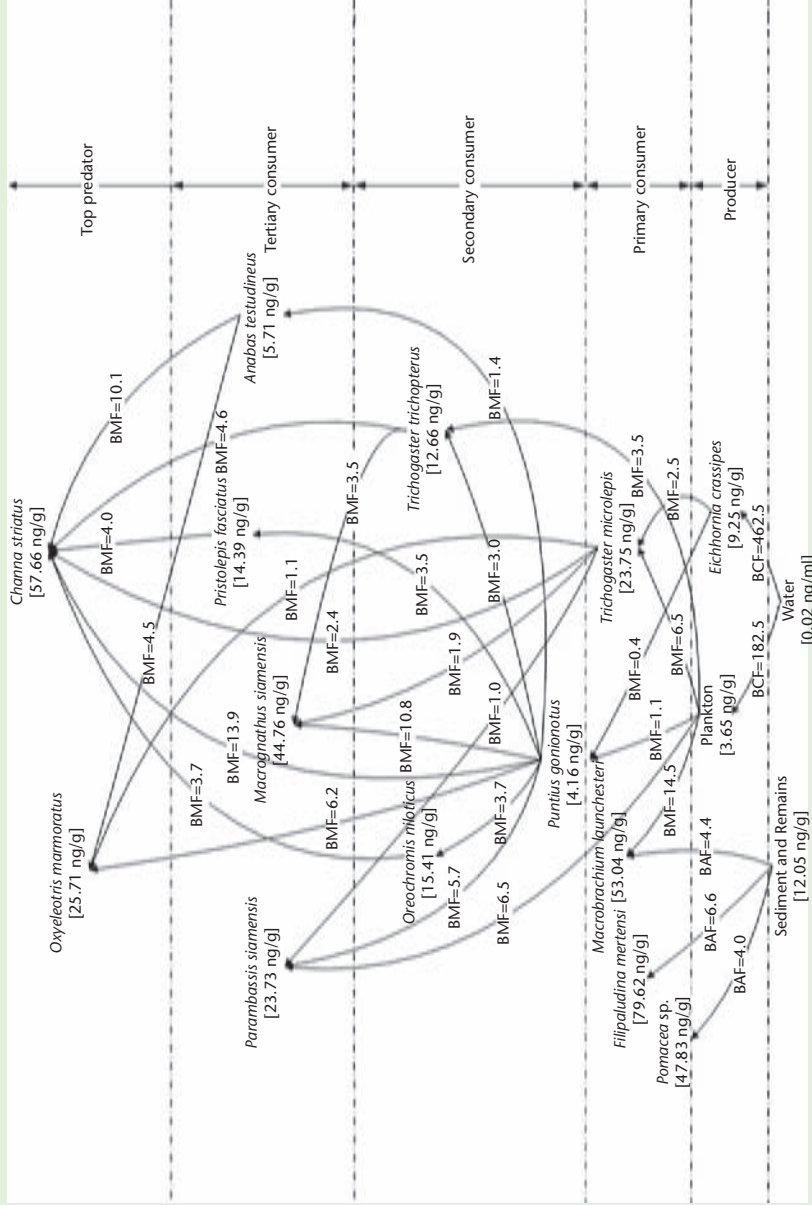 Top predator
Tertiary consumer
Secondary consumer
Primary consumer
Producer
Channa striatus
[57.66 ng/g]
Oxyeleotris marmoratus
[25.71 ng/g]
Anabas testudineus
[5.71 ng/g]
Pristolepis fasciatus
[14.39 ng/g]
Macrognathus siamensis
[44.76 ng/g]
Parambassis siamensis
[23.73 ng/g]
Trichogaster trichopterus
[12.66 ng/g]
Oreochromis niloticus
[15.41 ng/g]
Puntius gonionotus
[4.16 ng/g]
Trichogaster microlepis
[23.75 ng/g]
Macrobrachium launchesteri
[53.04 ng/g]
Filipaludina mertensi
[79.62 ng/g]
Pomacea sp.
[47.83 ng/g]
Eichhornia crassipes
[9.25 ng/g]
Plankton
[3.65 ng/g]
Sediment and Remains
[12.05 ng/g]
Water
[0.02 ng/ml]
BMF=10.1
BMF=4.6
BMF=4.0
BMF=4.5
BMF=3.7
BMF=13.9
BMF=2.4
BMF=1.1
BMF=6.2
BMF=3.5
BMF=1.4
BMF=3.5
BMF=3.0
BMF=1.9
BMF=10.8
BMF=1.0
BMF=3.7
BMF=5.7
BMF=6.5
BMF=3.5
BMF=2.5
BMF=0.4
BMF=6.5
BMF=1.1
BMF=14.5
BAF=4.4
BAF=6.6
BAF=4.0
BCF=462.5
BCF=182.5